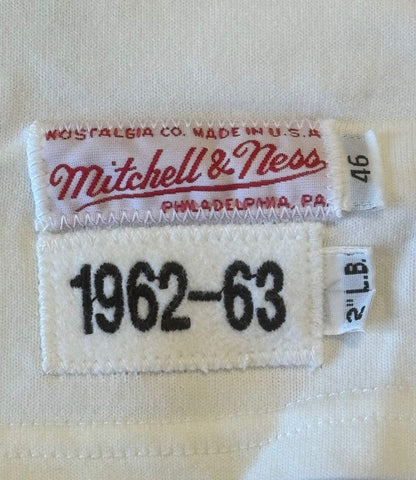 NOSTALGIA CO. MADE IN U.S.A
Mitchell & Ness
PHILADELPHIA, PA.
46
1962-63
2" L.B.